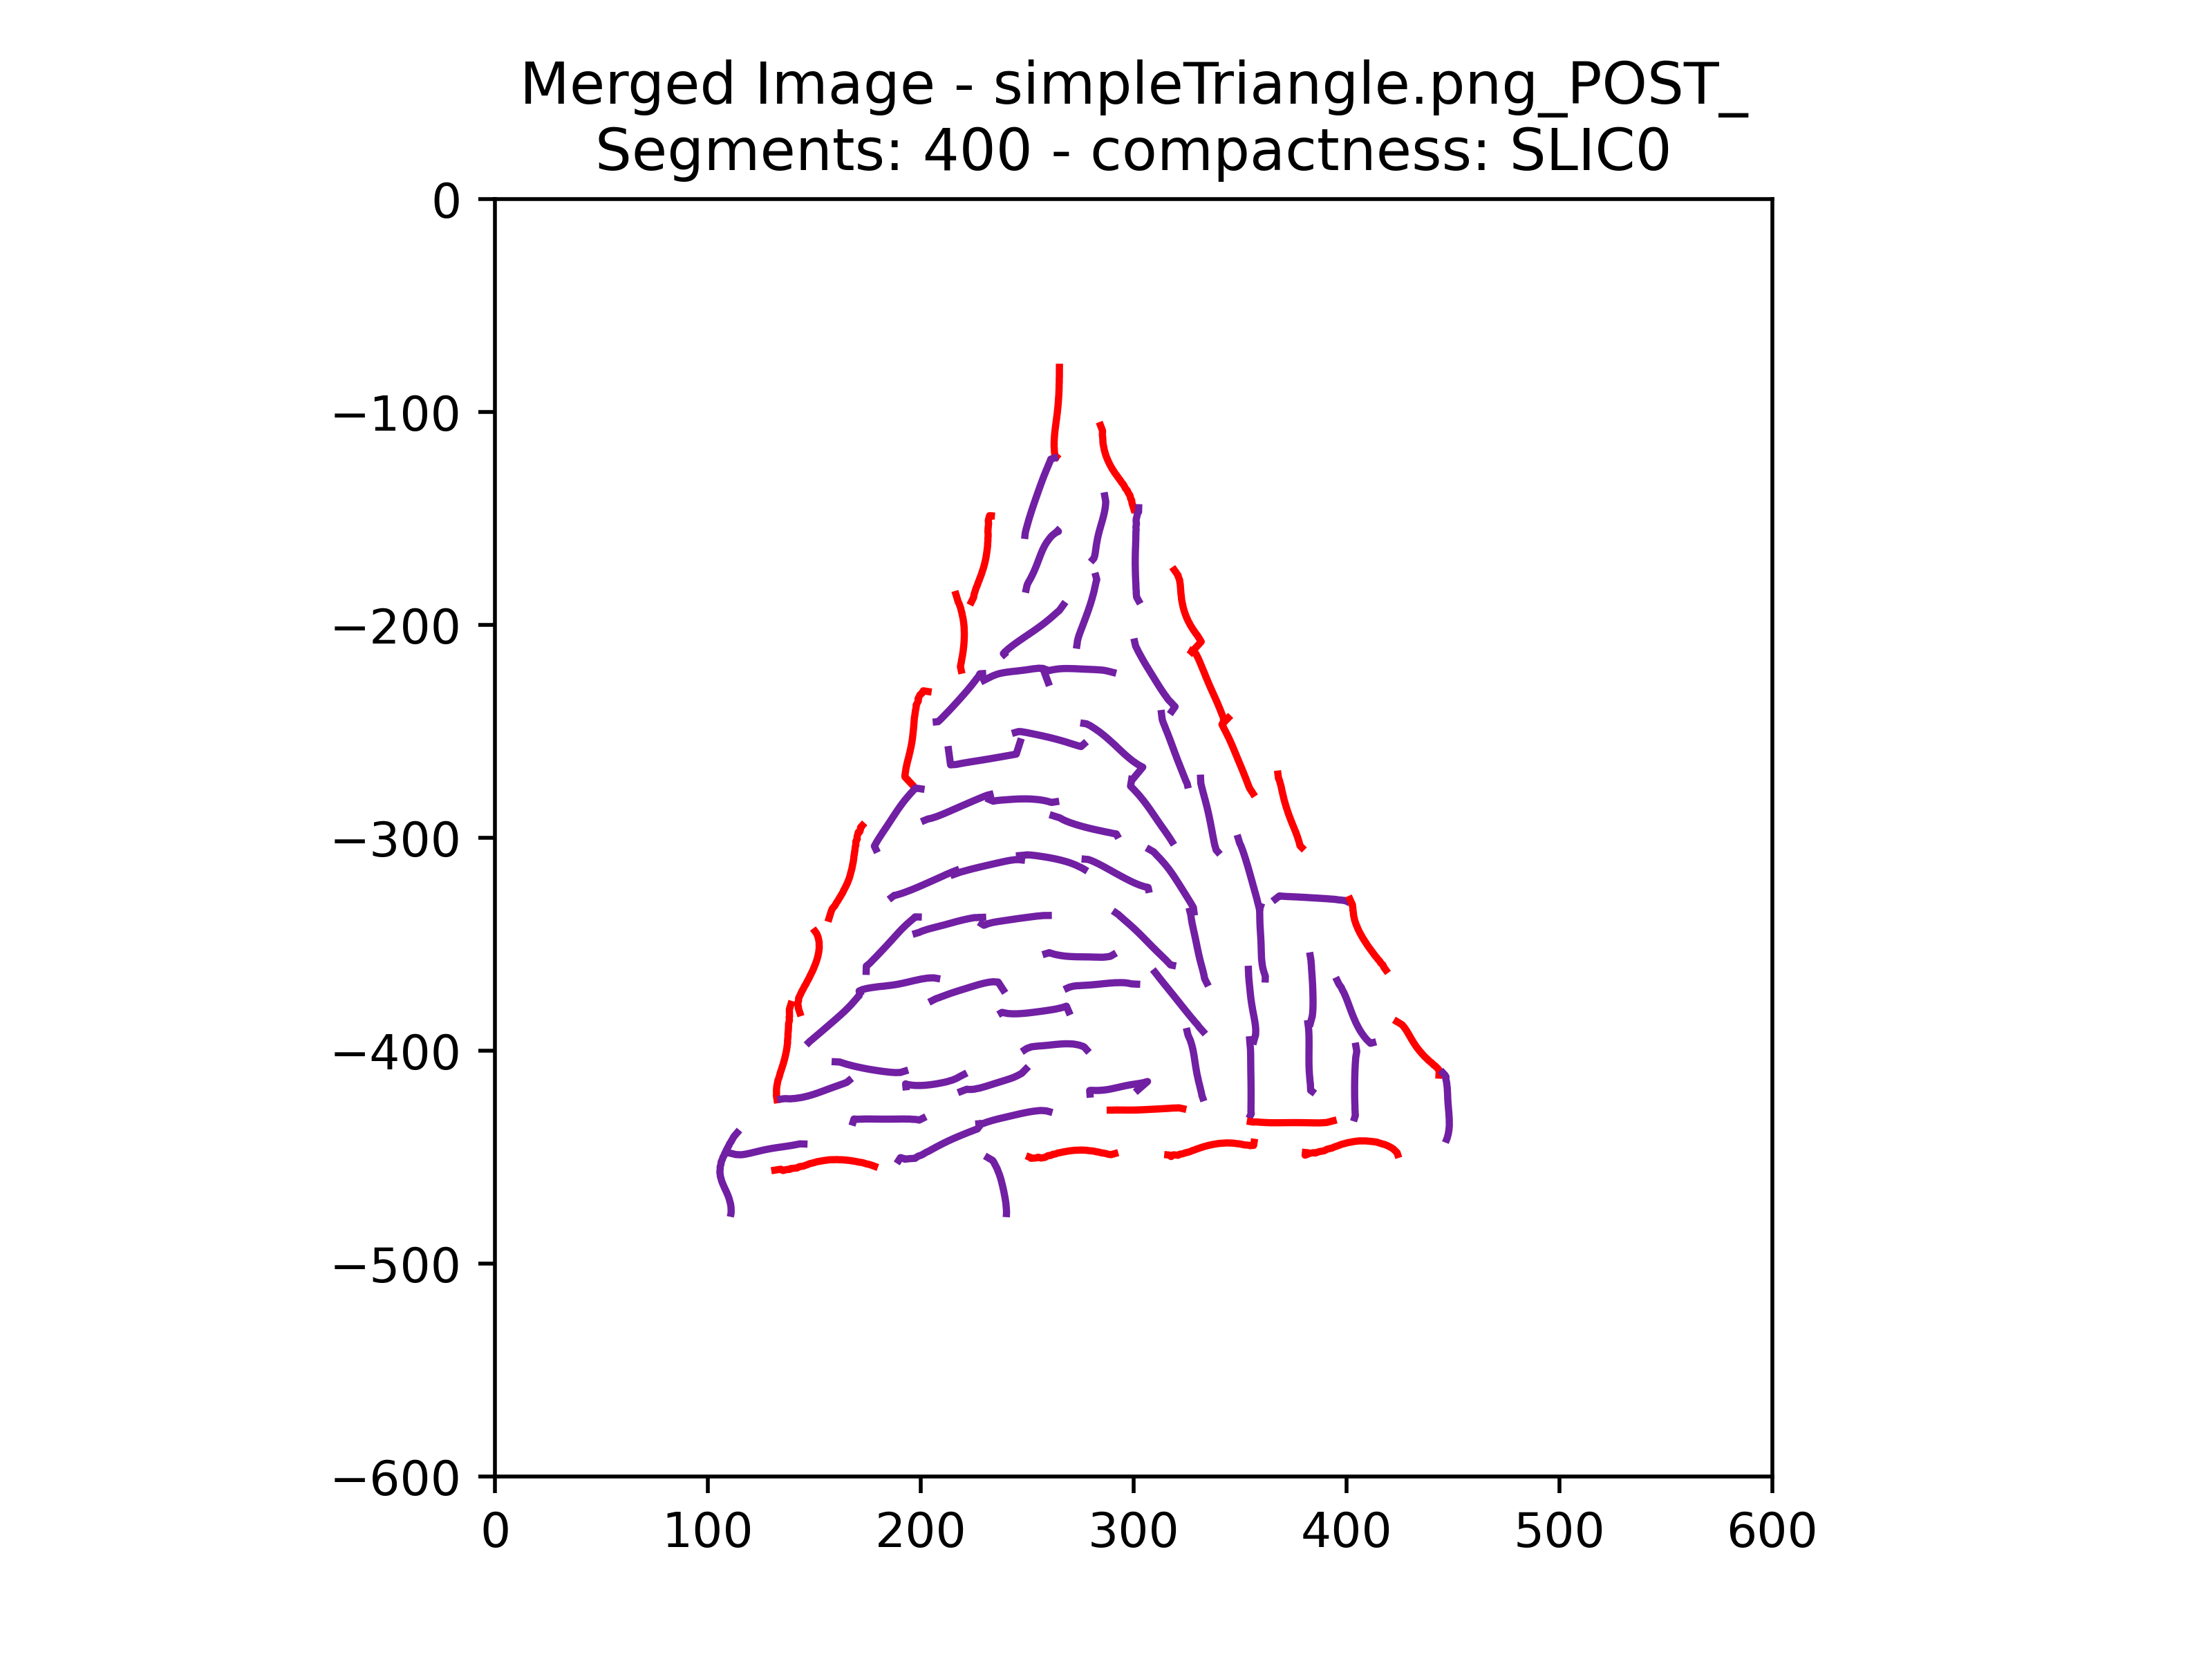 Merged Image - simpleTriangle.png_POST_
Segments: 400 - compactness: SLIC0
0
−100
−200
−300
−400
−500
−600
0 100 200 300 400 500 600